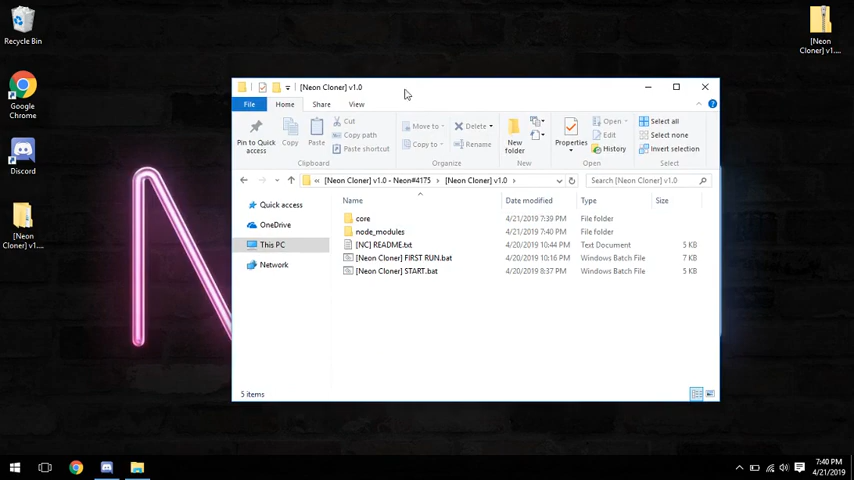 Recycle Bin
Google
Chrome
Discord
[Neon
Cloner] v1....
[Neon
Cloner] v1....
[Neon Cloner] v1.0
File
Home
Share
View
Pin to Quick
access
Copy
Paste
Cut
Copy path
Paste shortcut
Clipboard
Move to
Copy to
Delete
Rename
Organize
New
folder
New
Properties
Open
Edit
History
Open
Select all
Select none
Invert selection
Select
« [Neon Cloner] v1.0 - Neon#4175 › [Neon Cloner] v1.0 ›
Search [Neon Cloner] v1.0
Quick access
OneDrive
This PC
Network
Name Date modified Type Size
core 4/21/2019 7:39 PM File folder
node_modules 4/21/2019 7:40 PM File folder
[NC] README.txt 4/20/2019 10:44 PM Text Document 5 KB
[Neon Cloner] FIRST RUN.bat 4/20/2019 10:16 PM Windows Batch File 7 KB
[Neon Cloner] START.bat 4/20/2019 8:37 PM Windows Batch File 5 KB
5 items
7:40 PM
4/21/2019